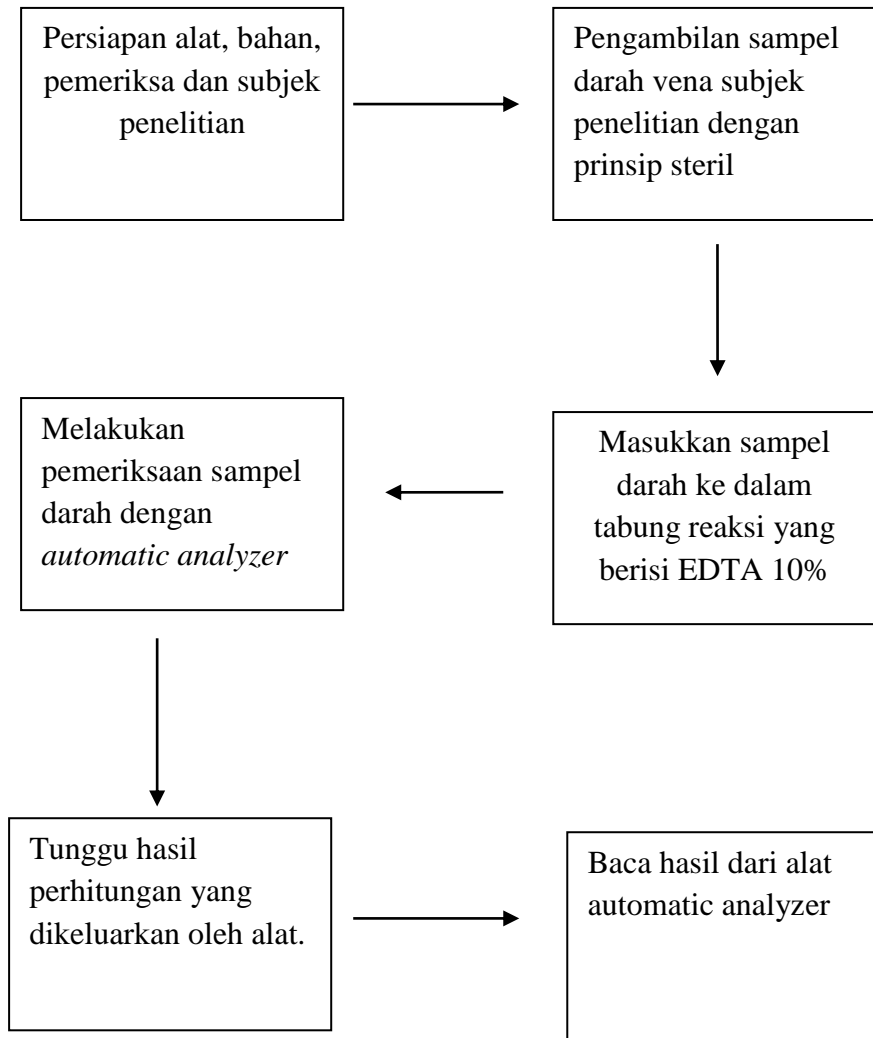 Persiapan alat, bahan,
pemeriksa dan subjek
penelitian
Pengambilan sampel
darah vena subjek
penelitian dengan
prinsip steril
Masukkan sampel
darah ke dalam
tabung reaksi yang
berisi EDTA 10%
Melakukan
pemeriksaan sampel
darah dengan
automatic analyzer
Tunggu hasil
perhitungan yang
dikeluarkan oleh alat.
Baca hasil dari alat
automatic analyzer